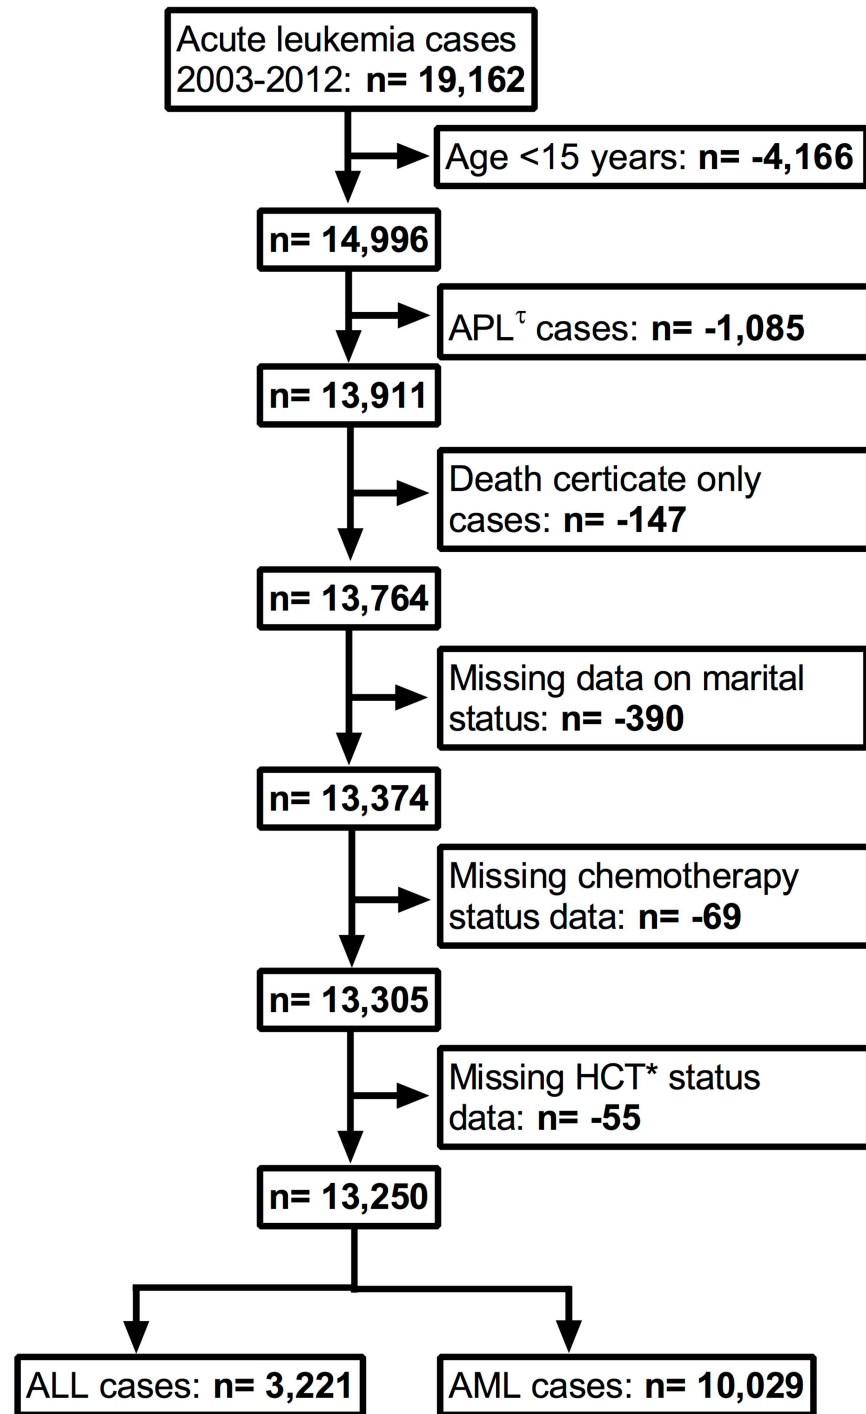 Acute leukemia cases
2003-2012: n= 19,162
Age <15 years: n= -4,166
n= 14,996
APLτ cases: n= -1,085
n= 13,911
Death certicate only
cases: n= -147
n= 13,764
Missing data on marital
status: n= -390
n= 13,374
Missing chemotherapy
status data: n= -69
n= 13,305
Missing HCT* status
data: n= -55
n= 13,250
ALL cases: n= 3,221
AML cases: n= 10,029